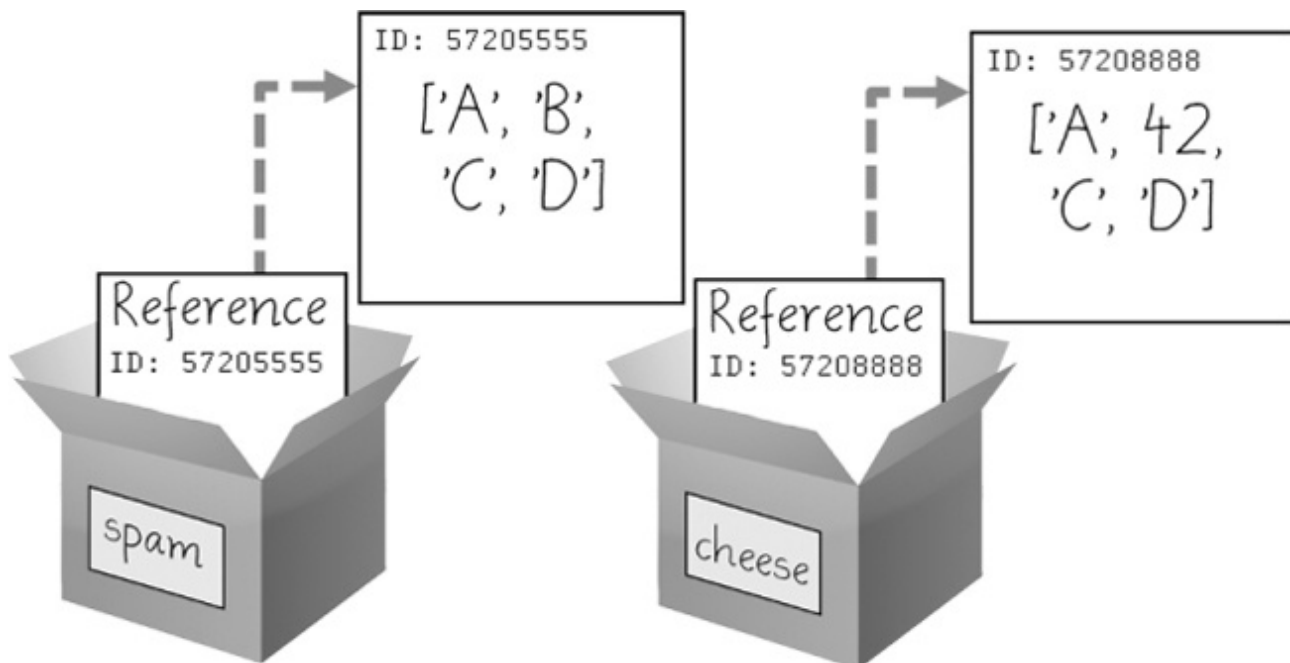 ID: 57205555
['A', 'B',
'C', 'D']
Reference
ID: 57205555
spam
ID: 57208888
['A', 42,
'C', 'D']
Reference
ID: 57208888
cheese